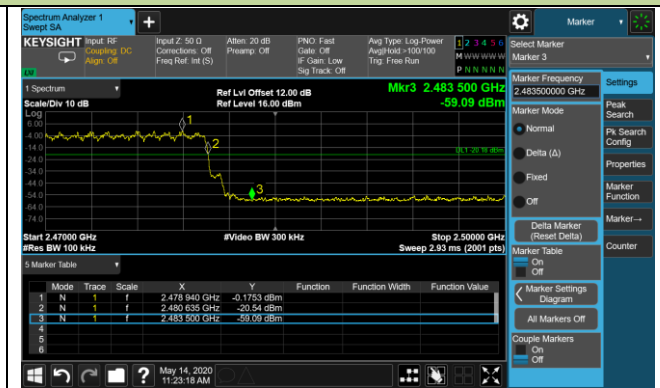 Spectrum Analyzer 1
Swept SA
+
Marker
KEYSIGHT
Input: RF
Coupling: DC
Align: Off
Input Z: 50 Ω
Corrections: Off
Freq Ref: Int (S)
Atten: 20 dB
Preamp: Off
PNO: Fast
Gate: Off
IF Gain: Low
Sig Track: Off
Avg Type: Log-Power
Avg|Hold:>100/100
Trig: Free Run
1 2 3 4 5 6
M W W W W W
P N N N N N
LXI
Select Marker
Marker 3
1 Spectrum
Scale/Div 10 dB
Ref Lvl Offset 12.00 dB
Ref Level 16.00 dBm
Mkr3 2.483 500 GHz
-59.09 dBm
Log
6.00
-4.00
-14.0
-24.0
-34.0
-44.0
-54.0
-64.0
-74.0
1
2
3
DL1 -20.18 dBm
Start 2.47000 GHz
#Res BW 100 kHz
#Video BW 300 kHz
Stop 2.50000 GHz
Sweep 2.93 ms (2001 pts)
5 Marker Table
Mode Trace Scale X Y Function Function Width Function Value
1 N 1 f 2.478 940 GHz -0.1753 dBm
2 N 1 f 2.480 635 GHz -20.54 dBm
3 N 1 f 2.483 500 GHz -59.09 dBm
4
5
6
Marker Frequency
2.483500000 GHz
Marker Mode
Normal
Delta (Δ)
Fixed
Off
Delta Marker
(Reset Delta)
Marker Table
On
Off
Marker Settings
Diagram
All Markers Off
Couple Markers
On
Off
Settings
Peak
Search
Pk Search
Config
Properties
Marker
Function
Marker→
Counter
?
May 14, 2020
11:23:18 AM